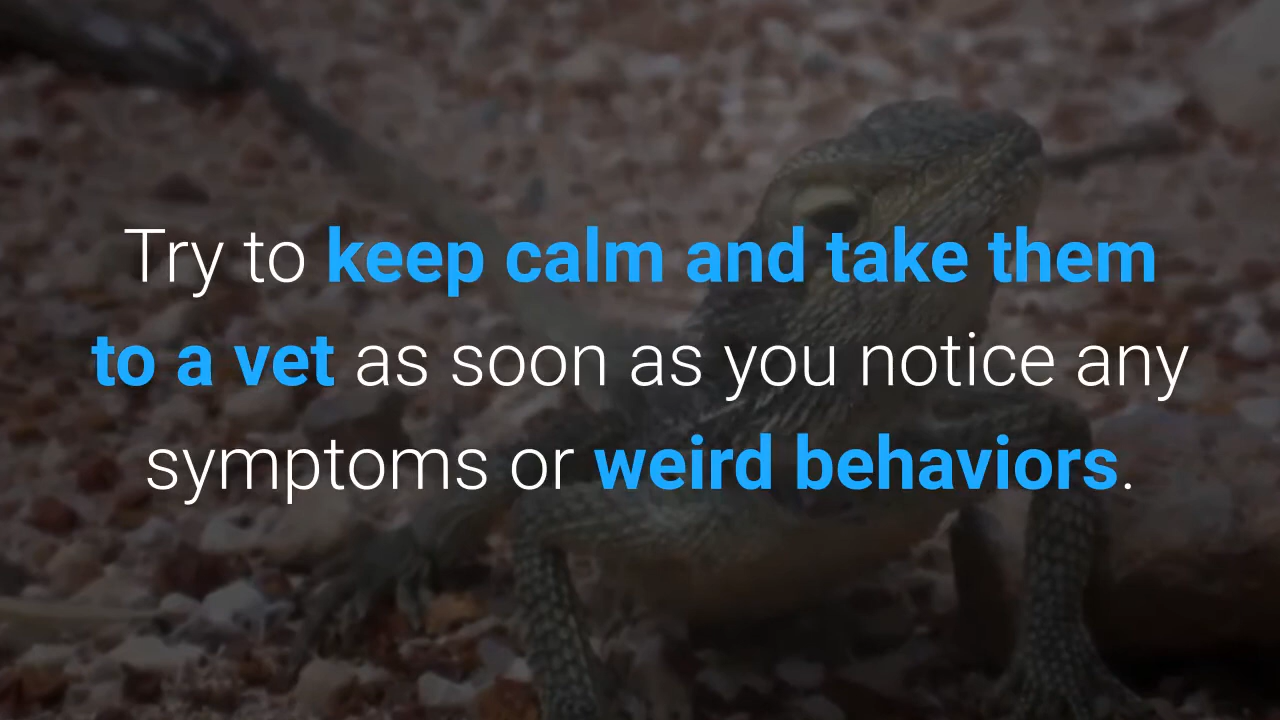 Try to keep calm and take them
to a vet as soon as you notice any
symptoms or weird behaviors.